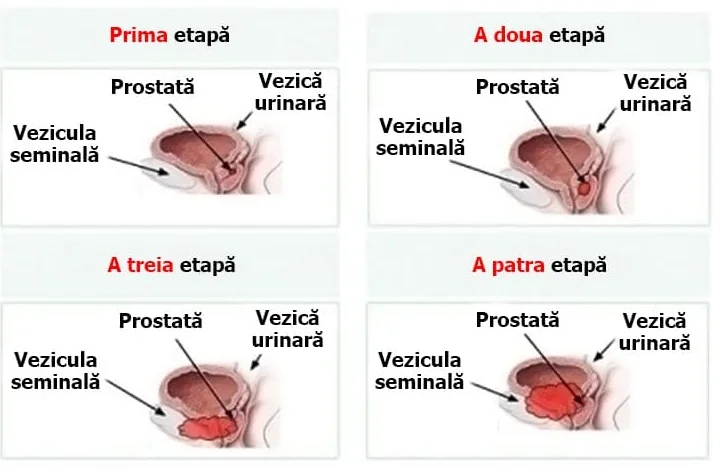 Prima etapă
Prostată
Vezică
urinară
Vezicula
seminală
A doua etapă
Prostată
Vezică
urinară
Vezicula
seminală
A treia etapă
Prostată
Vezică
urinară
Vezicula
seminală
A patra etapă
Prostată
Vezică
urinară
Vezicula
seminală